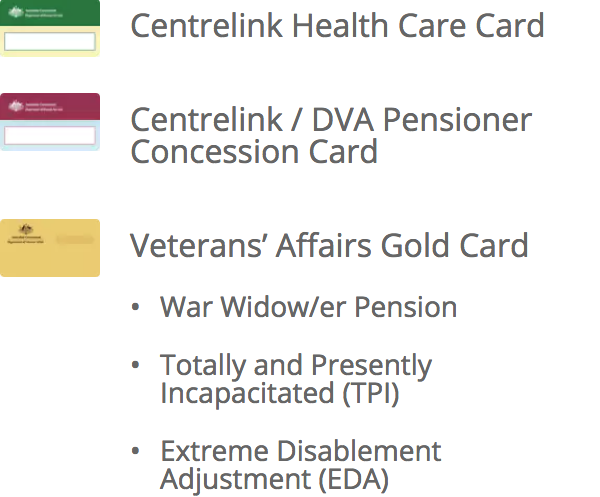 Centrelink Health Care Card
Centrelink / DVA Pensioner
Concession Card
Veterans’ Affairs Gold Card
• War Widow/er Pension
• Totally and Presently
Incapacitated (TPI)
• Extreme Disablement
Adjustment (EDA)